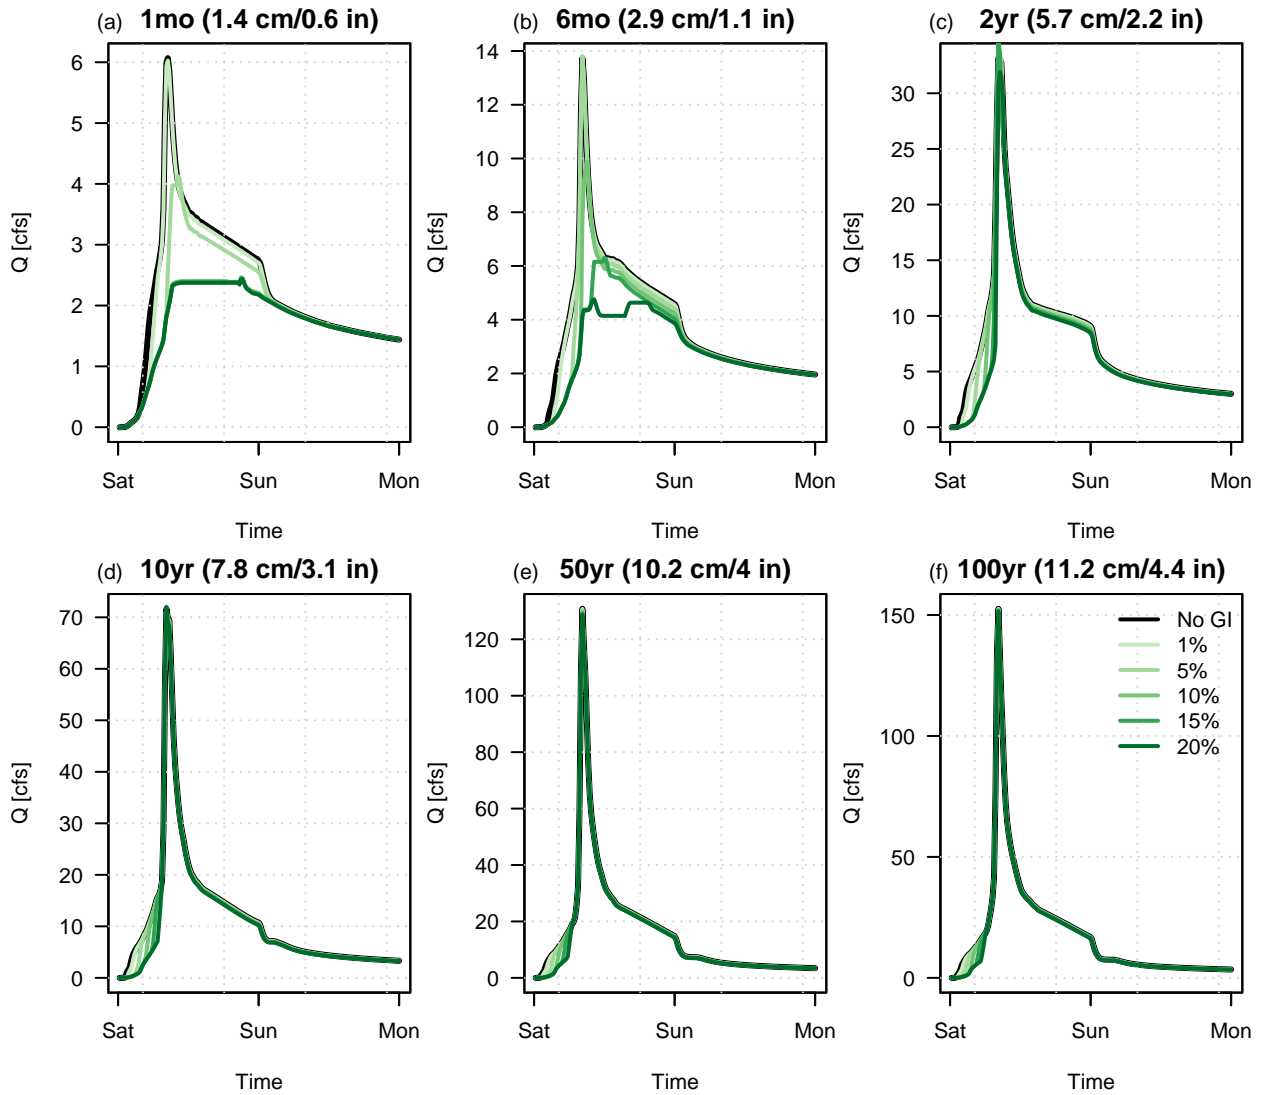 (a) 1mo (1.4 cm/0.6 in)
Q [cfs]
6
5
4
3
2
1
0
Sat Sun Mon
Time
(b) 6mo (2.9 cm/1.1 in)
Q [cfs]
14
12
10
8
6
4
2
0
Sat Sun Mon
Time
(c) 2yr (5.7 cm/2.2 in)
Q [cfs]
30
25
20
15
10
5
0
Sat Sun Mon
Time
(d) 10yr (7.8 cm/3.1 in)
Q [cfs]
70
60
50
40
30
20
10
0
Sat Sun Mon
Time
(e) 50yr (10.2 cm/4 in)
Q [cfs]
120
100
80
60
40
20
0
Sat Sun Mon
Time
(f) 100yr (11.2 cm/4.4 in)
Q [cfs]
150
100
50
0
No GI
1%
5%
10%
15%
20%
Sat Sun Mon
Time